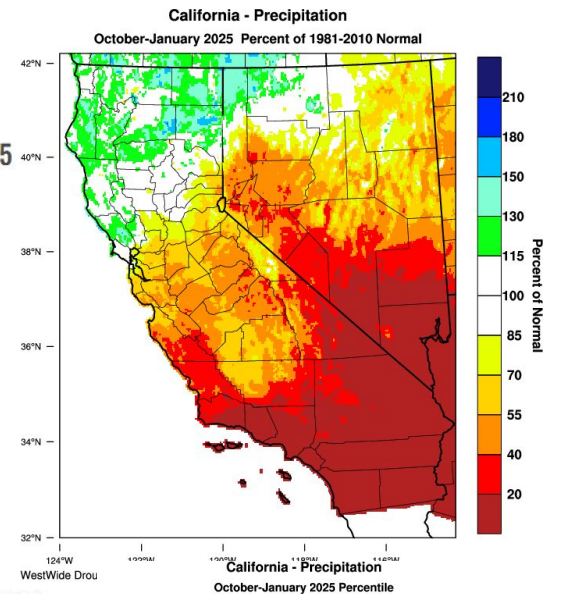 California - Precipitation
October-January 2025 Percent of 1981-2010 Normal
5
42°N
40°N
38°N
36°N
34°N
32°N
124°W
210
180
150
130
115
100
85
70
55
40
20
Percent of Normal
WestWide Drou
California - Precipitation
October-January 2025 Percentile